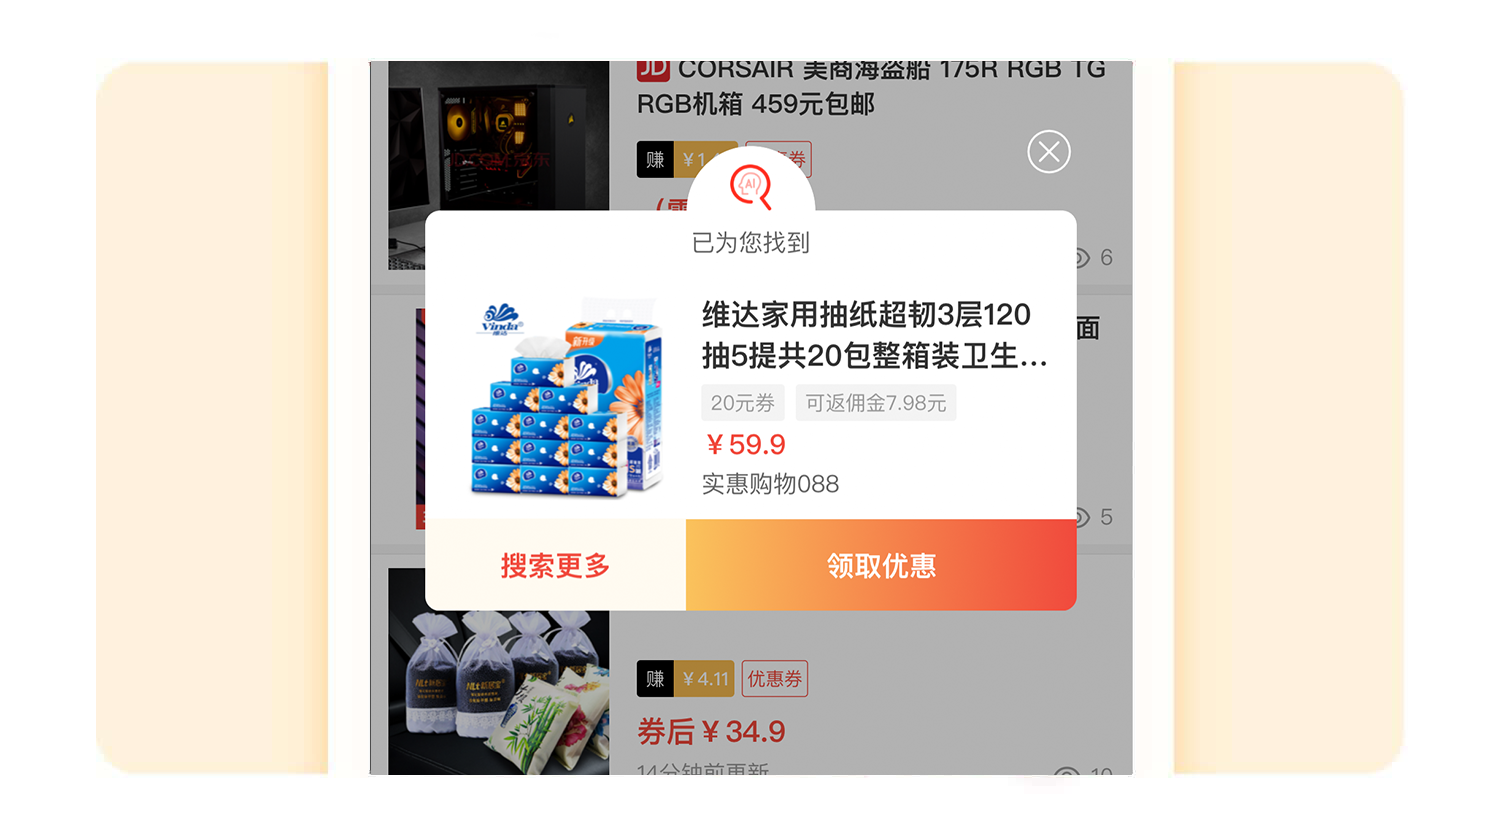 JD CORSAIR 美商海盗船 175R RGB TG
RGB机箱 459元包邮
赚 ¥1. 券
AI
已为您找到
6
Vinda
维达
新升级
维达家用抽纸超韧3层120
抽5提共20包整箱装卫生...
面
20元券 可返佣金7.98元
¥59.9
实惠购物088
5
搜索更多 领取优惠
赚 ¥4.11 优惠券
券后¥34.9
14分钟前更新 10